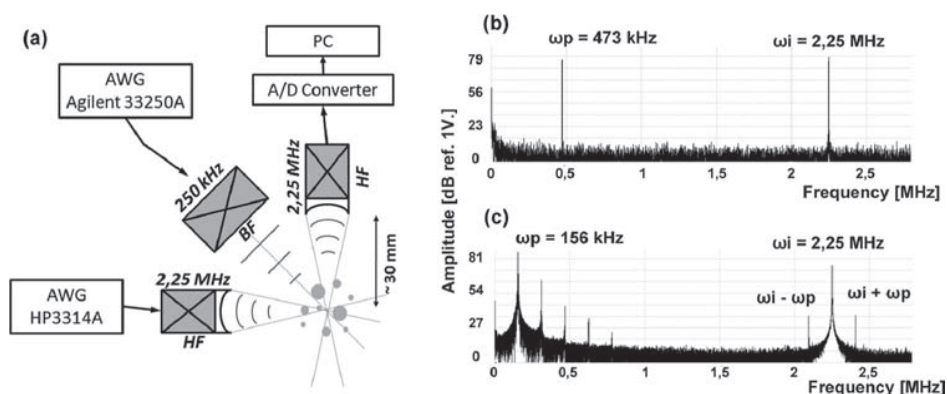 (a)
PC
A/D Converter
AWG
Agilent 33250A
2,25 MHz
HF
250 kHz
BF
~ 30 mm
2,25 MHz
HF
AWG
HP3314A
Amplitude [dB ref. 1V.]
(b)
ωp = 473 kHz
ωi = 2,25 MHz
79
56
23
13
0
0
0,5
1
1,5
2
2,5
Frequency [MHz]
(c)
ωp = 156 kHz
ωi = 2,25 MHz
ωi - ωp
ωi + ωp
81
54
27
17
0
0
0,5
1
1,5
2
2,5
Frequency [MHz]